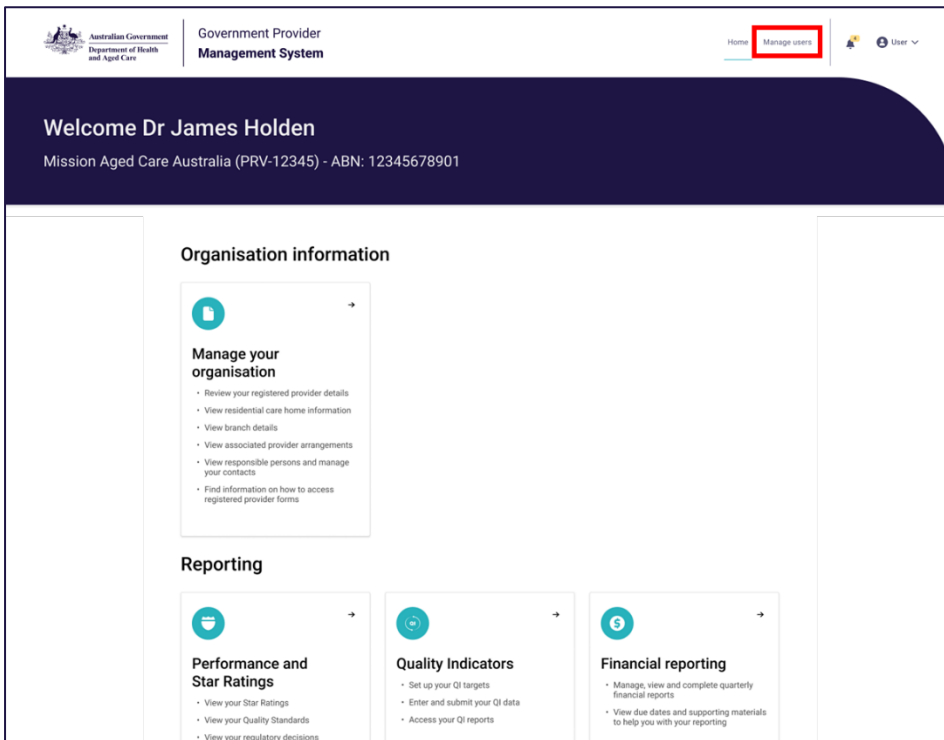 Australian Government
Department of Health
and Aged Care
Government Provider
Management System
Home
Manage users
User
Welcome Dr James Holden
Mission Aged Care Australia (PRV-12345) - ABN: 12345678901
Organisation information
Manage your
organisation
• Review your registered provider details
• View residential care home information
• View branch details
• View associated provider arrangements
• View responsible persons and manage
your contacts
• Find information on how to access
registered provider forms
Reporting
Performance and
Star Ratings
• View your Star Ratings
• View your Quality Standards
• View your regulatory decisions
QI
Quality Indicators
• Set up your QI targets
• Enter and submit your QI data
• Access your QI reports
$
Financial reporting
• Manage, view and complete quarterly
financial reports
• View due dates and supporting materials
to help you with your reporting